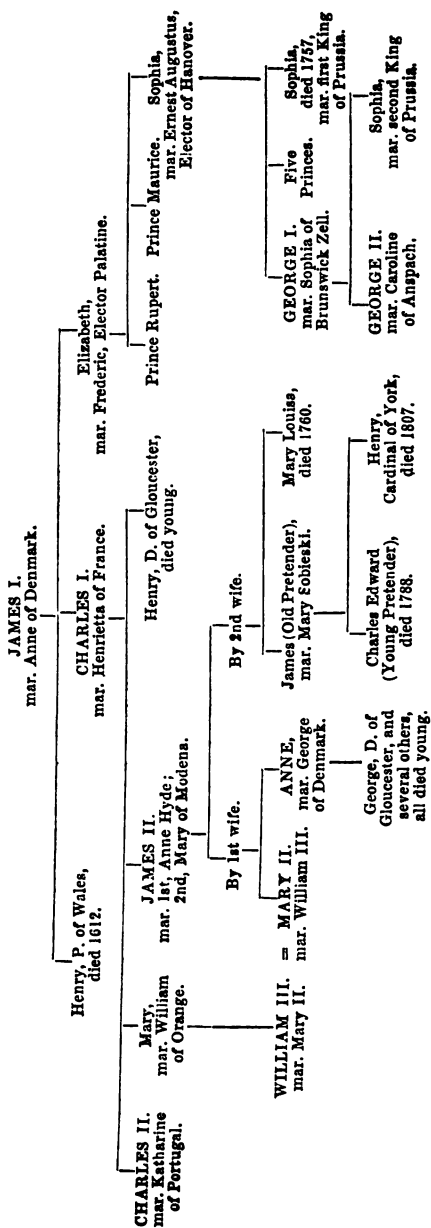 JAMES I.
mar. Anne of Denmark.
Henry, P. of Wales,
died 1612.
CHARLES I.
mar. Henrietta of France.
Elizabeth,
mar. Frederic, Elector Palatine.
CHARLES II.
mar. Katharine
of Portugal.
Mary,
mar. William
of Orange.
JAMES II.
mar. 1st, Anne Hyde;
2nd, Mary of Modena.
Henry, D. of Gloucester,
died young.
Prince Rupert.
Prince Maurice.
Sophia,
mar. Ernest Augustus,
Elector of Hanover.
By 1st wife.
By 2nd wife.
WILLIAM III.
mar. Mary II.
=
MARY II.
mar. William III.
ANNE,
mar. George
of Denmark.
James (Old Pretender),
mar. Mary Sobieski.
Mary Louisa,
died 1760.
GEORGE I.
mar. Sophia of
Brunswick Zell.
Five
Princes.
Sophia,
died 1757,
mar. first King
of Prussia.
George, D. of
Gloucester, and
several others,
all died young.
Charles Edward
(Young Pretender),
died 1788.
Henry,
Cardinal of York,
died 1807.
GEORGE II.
mar. Caroline
of Anspach.
Sophia,
mar. second King
of Prussia.